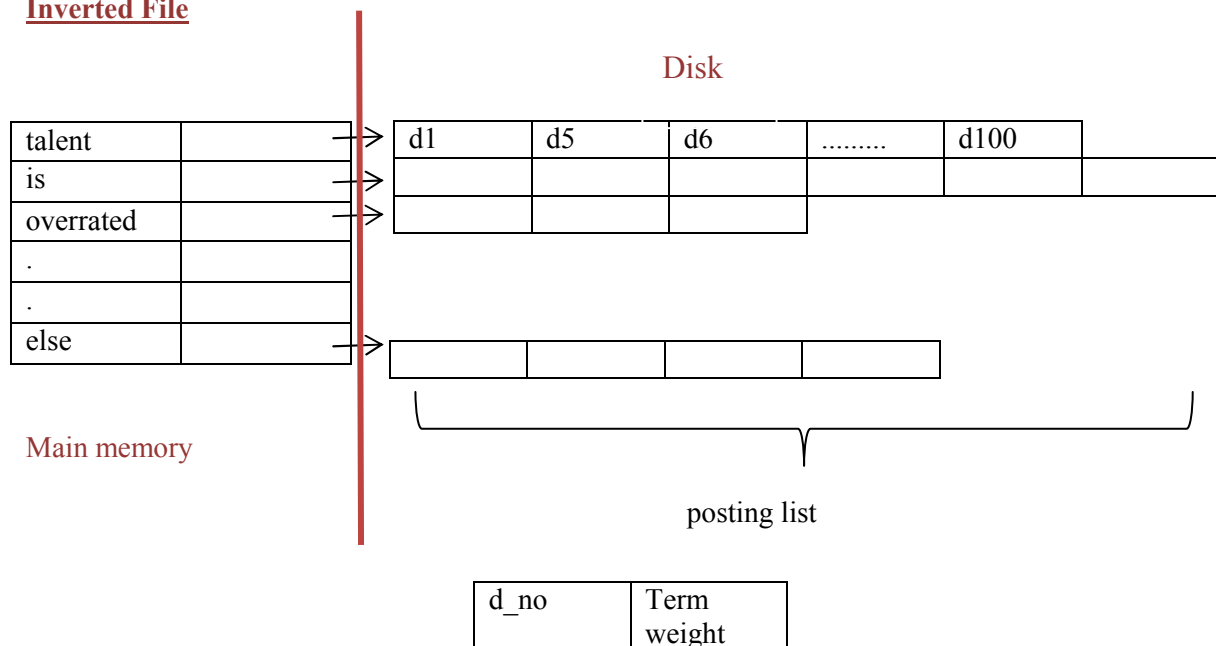 Inverted File
Disk
talent
d1 d5 d6 ......... d100
is
overrated
.
.
else
Main memory
posting list
d_no Term
weight